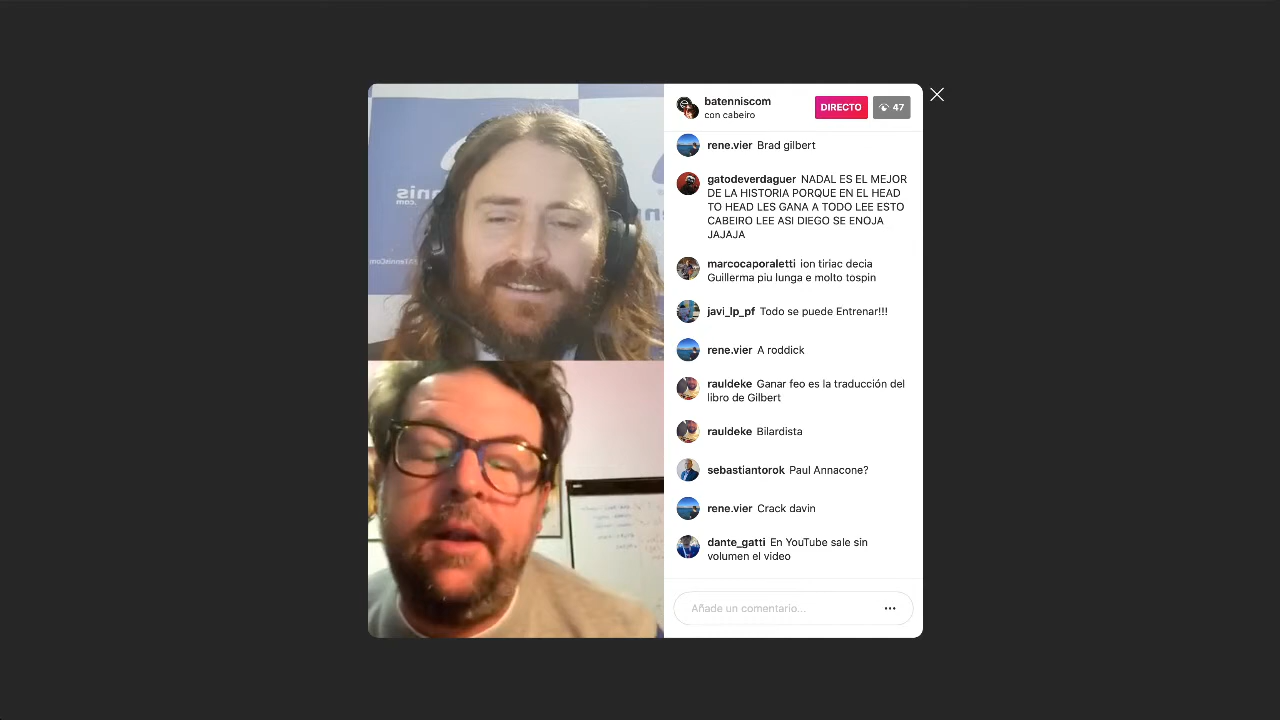 batenniscom
con cabeiro
DIRECTO
47
rene.vier Brad gilbert
gatodeverdaguer NADAL ES EL MEJOR
DE LA HISTORIA PORQUE EN EL HEAD
TO HEAD LES GANA A TODO LEE ESTO
CABEIRO LEE ASI DIEGO SE ENOJA
JAJAJA
marcocaporaletti ion tiriac decia
Guillerma piu lunga e molto tospin
javi_lp_pf Todo se puede Entrenar!!!
rene.vier A roddick
rauldeke Ganar feo es la traducción del
libro de Gilbert
rauldeke Bilardista
sebastiantorok Paul Annacone?
rene.vier Crack davin
dante_gatti En YouTube sale sin
volumen el video
Añade un comentario...